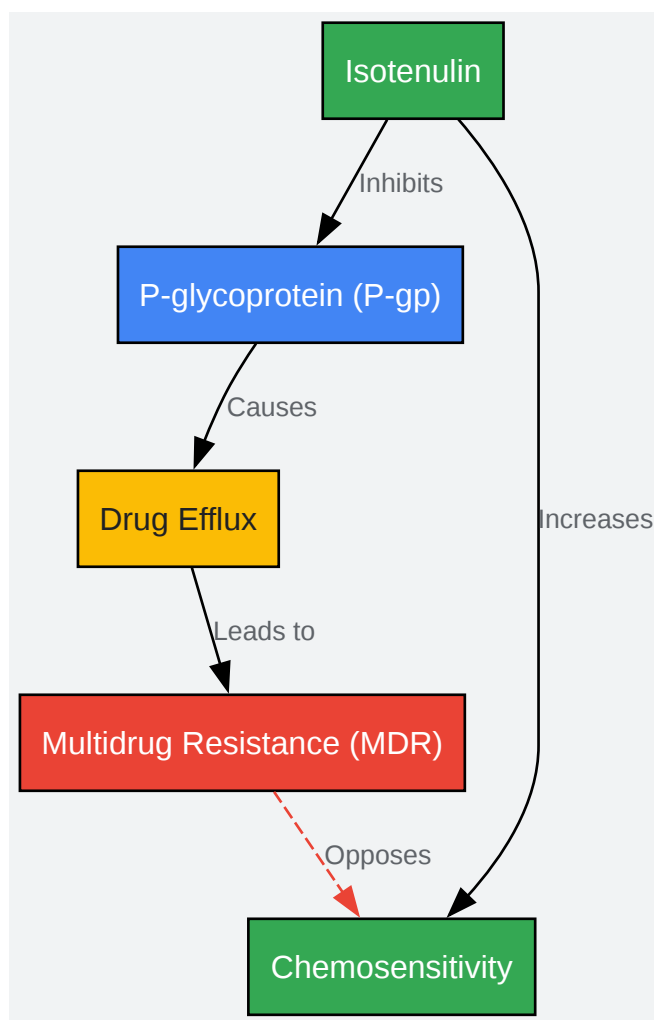 Isotenulin
Inhibits
P-glycoprotein (P-gp)
Causes
Drug Efflux
Increases
Leads to
Multidrug Resistance (MDR)
Opposes
Chemosensitivity